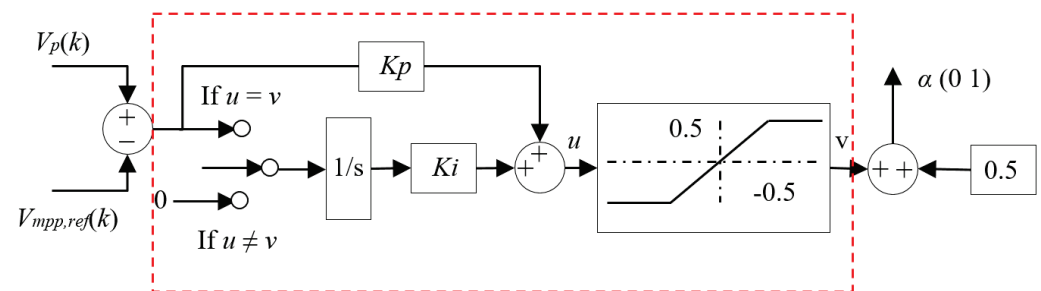 Vp(k)
+
−
Vmpp,ref(k)
If u = v
0
If u ≠ v
1/s
Kp
Ki
+
+
u
0.5
-0.5
v
+ +
α (0 1)
0.5